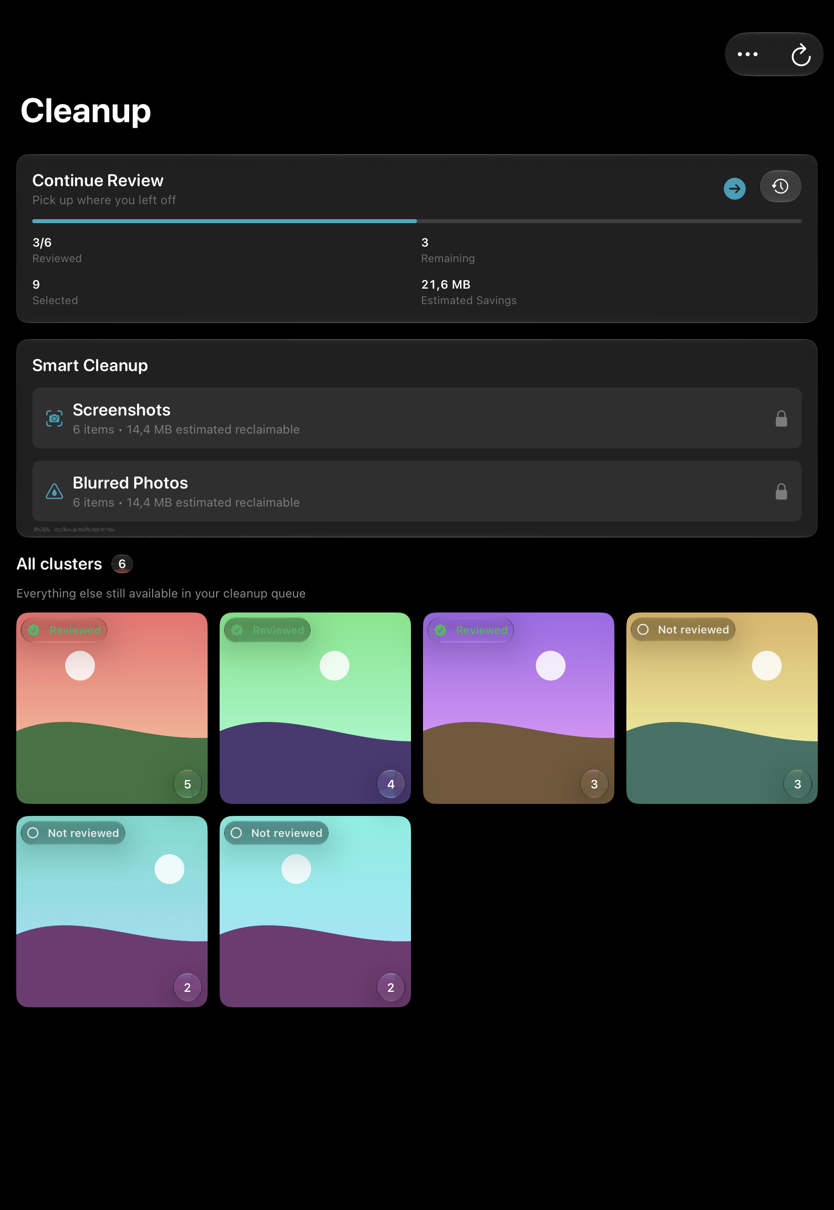 Cleanup
Continue Review
Pick up where you left off
3/6
Reviewed
3
Remaining
9
Selected
21,6 MB
Estimated Savings
Smart Cleanup
Screenshots
6 items • 14,4 MB estimated reclaimable
Blurred Photos
6 items • 14,4 MB estimated reclaimable
All clusters
All clusters 6
Everything else still available in your cleanup queue
Reviewed
Reviewed
Reviewed
Not reviewed
5
4
3
3
Not reviewed
Not reviewed
2
2